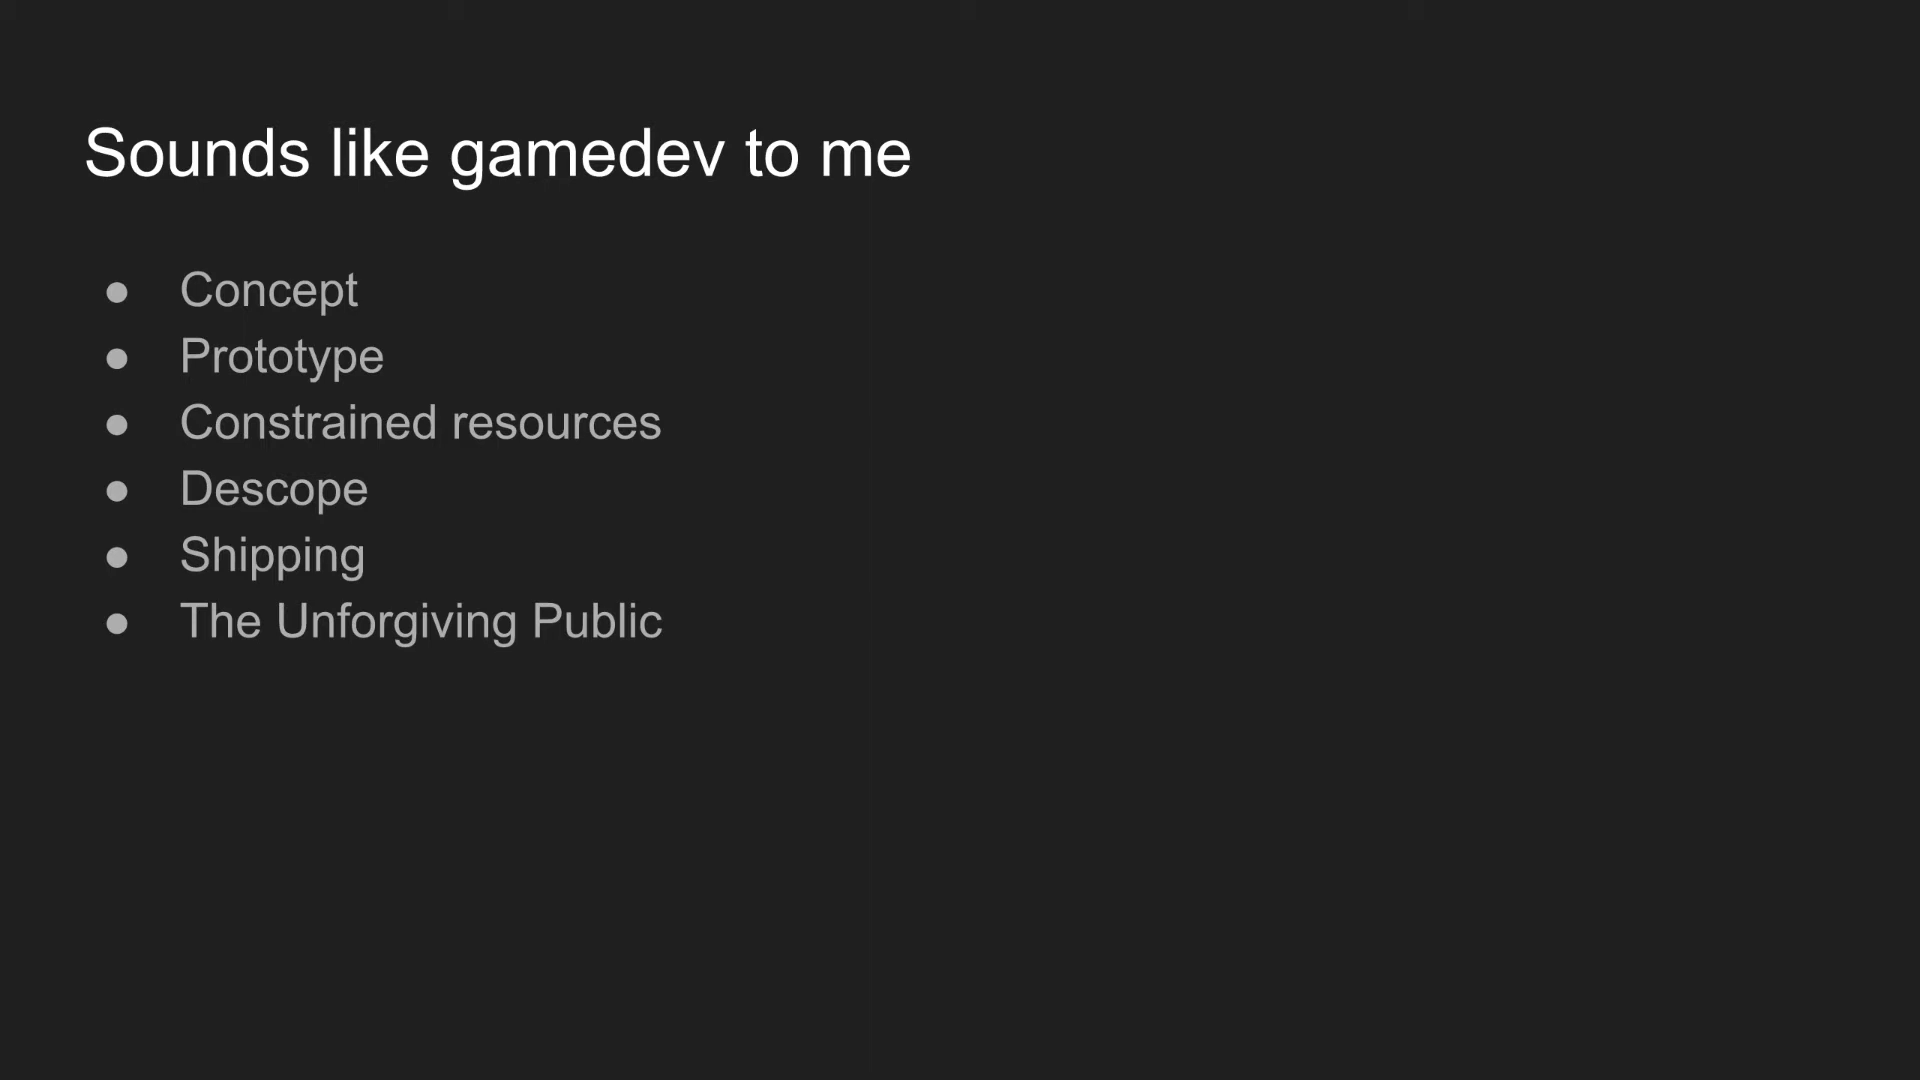 Sounds like gamedev to me
● Concept
● Prototype
● Constrained resources
● Descope
● Shipping
● The Unforgiving Public